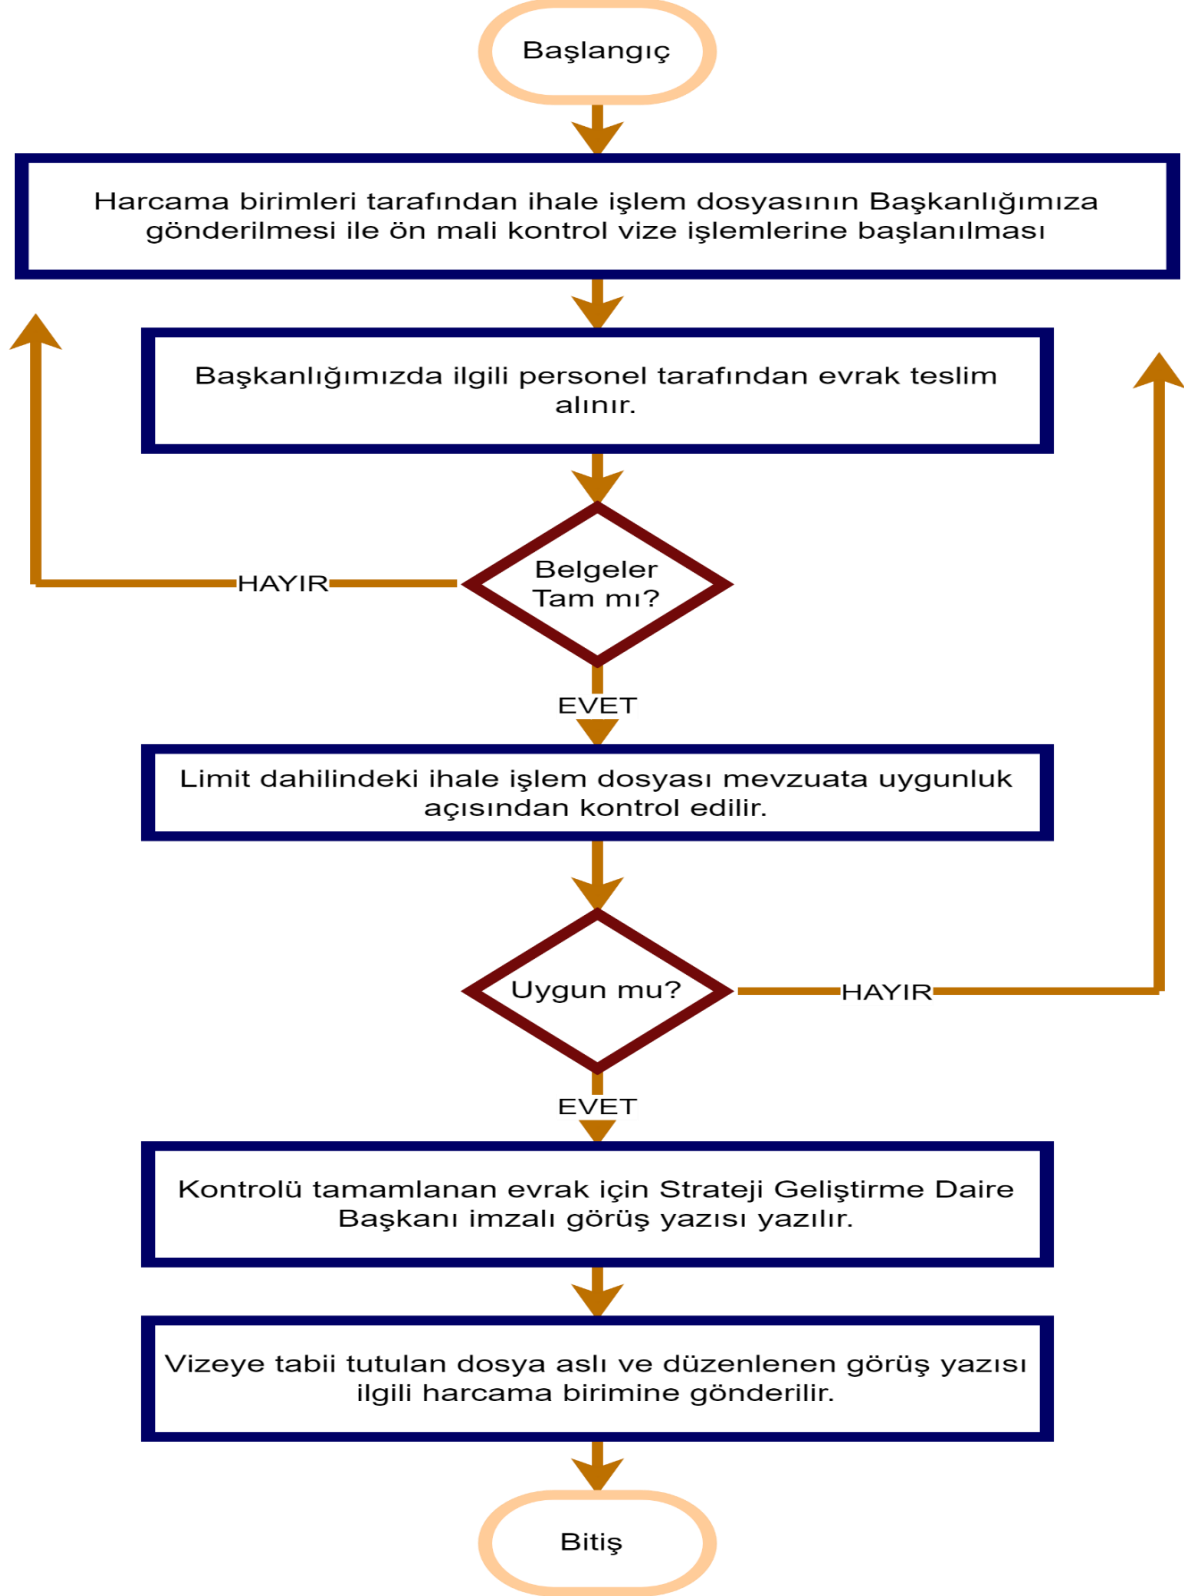 Başlangıç
Harcama birimleri tarafından ihale işlem dosyasının Başkanlığımıza
gönderilmesi ile ön mali kontrol vize işlemlerine başlanılması
Başkanlığımızda ilgili personel tarafından evrak teslim
alınır.
Belgeler
Tam mı?
HAYIR
EVET
Limit dahilindeki ihale işlem dosyası mevzuata uygunluk
açısından kontrol edilir.
Uygun mu?
HAYIR
EVET
Kontrolü tamamlanan evrak için Strateji Geliştirme Daire
Başkanı imzalı görüş yazısı yazılır.
Vizeye tabii tutulan dosya aslı ve düzenlenen görüş yazısı
ilgili harcama birimine gönderilir.
Bitiş